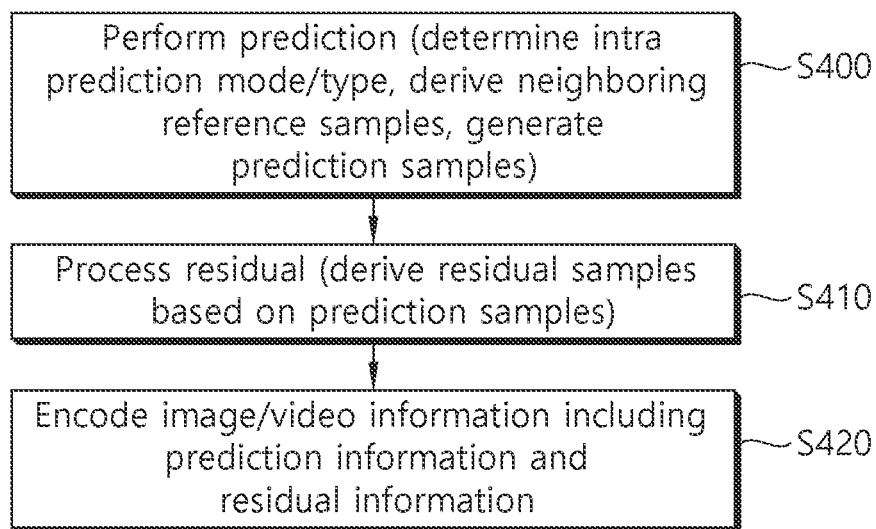 Perform prediction (determine intra
prediction mode/type, derive neighboring
reference samples, generate
prediction samples)
S400
Process residual (derive residual samples
based on prediction samples)
S410
Encode image/video information including
prediction information and
residual information
S420